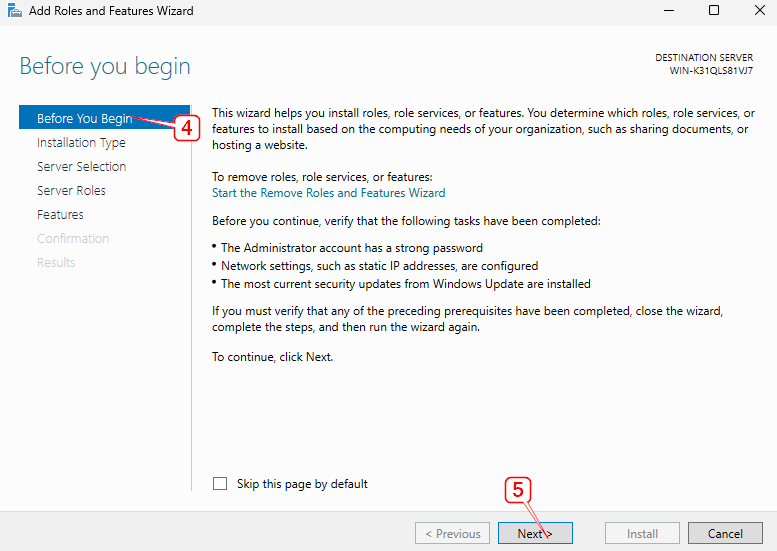 Add Roles and Features Wizard
Before you begin
DESTINATION SERVER
WIN-K31QLS81VJ7
Before You Begin
4
Installation Type
Server Selection
Server Roles
Features
Confirmation
Results
This wizard helps you install roles, role services, or features. You determine which roles, role services, or
features to install based on the computing needs of your organization, such as sharing documents, or
hosting a website.
To remove roles, role services, or features:
Start the Remove Roles and Features Wizard
Before you continue, verify that the following tasks have been completed:
• The Administrator account has a strong password
• Network settings, such as static IP addresses, are configured
• The most current security updates from Windows Update are installed
If you must verify that any of the preceding prerequisites have been completed, close the wizard,
complete the steps, and then run the wizard again.
To continue, click Next.
Skip this page by default
5
< Previous
Next >
Install
Cancel